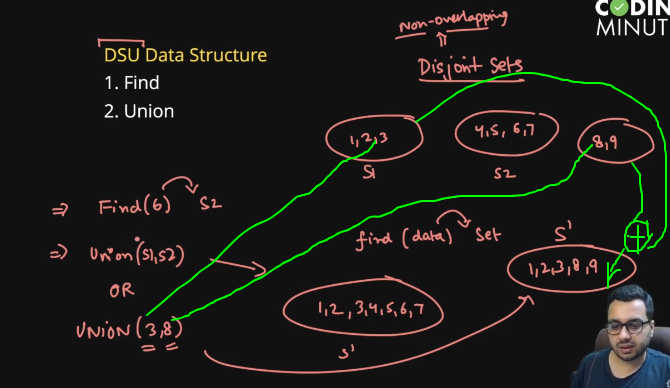 CODIN
MINUT
Non-overlapping
DSU Data Structure
Disjoint Sets
1. Find
2. Union
1,2,3
4,5, 6,7
8,9
S1
S2
⇒ Find(6) S2
find (data) Set
S'
⇒ Union(S1,S2)
1,2,3,8,9
OR
1,2,3,4,5,6,7
UNION (3,8)
S'